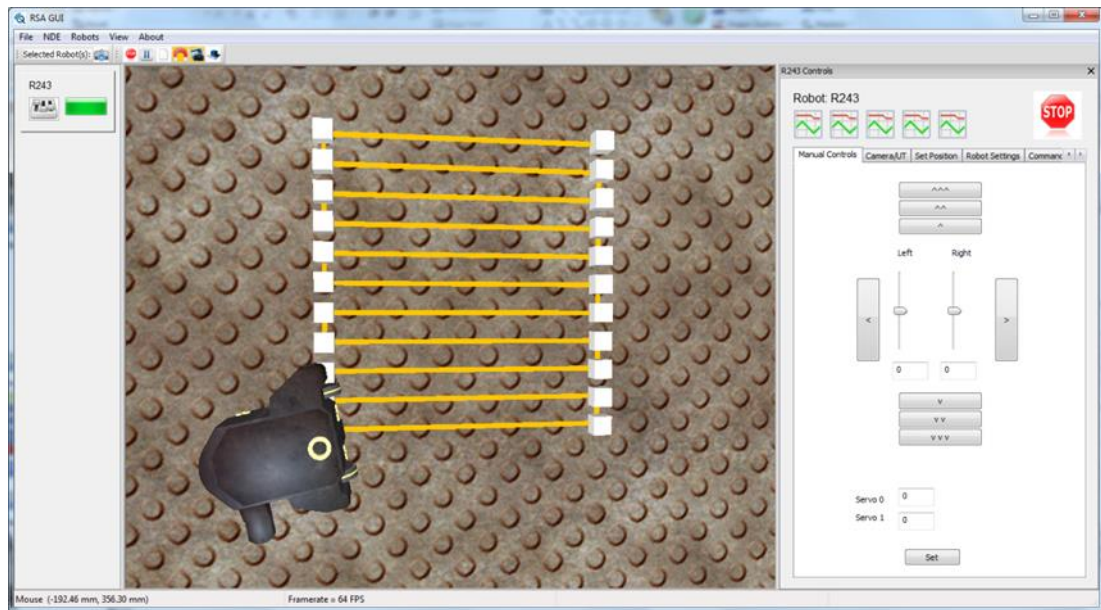 RSA GUI
File NDE Robots View About
Selected Robot(s):
R243
R243 Controls
Robot: R243
STOP
Manual Controls Camera/UT Set Position Robot Settings Commanc
^^^
^^
^
Left Right
< >
0 0
v
v v
v v v
Servo 0 0
Servo 1 0
Set
Mouse (-192.46 mm, 356.30 mm) Framerate = 64 FPS